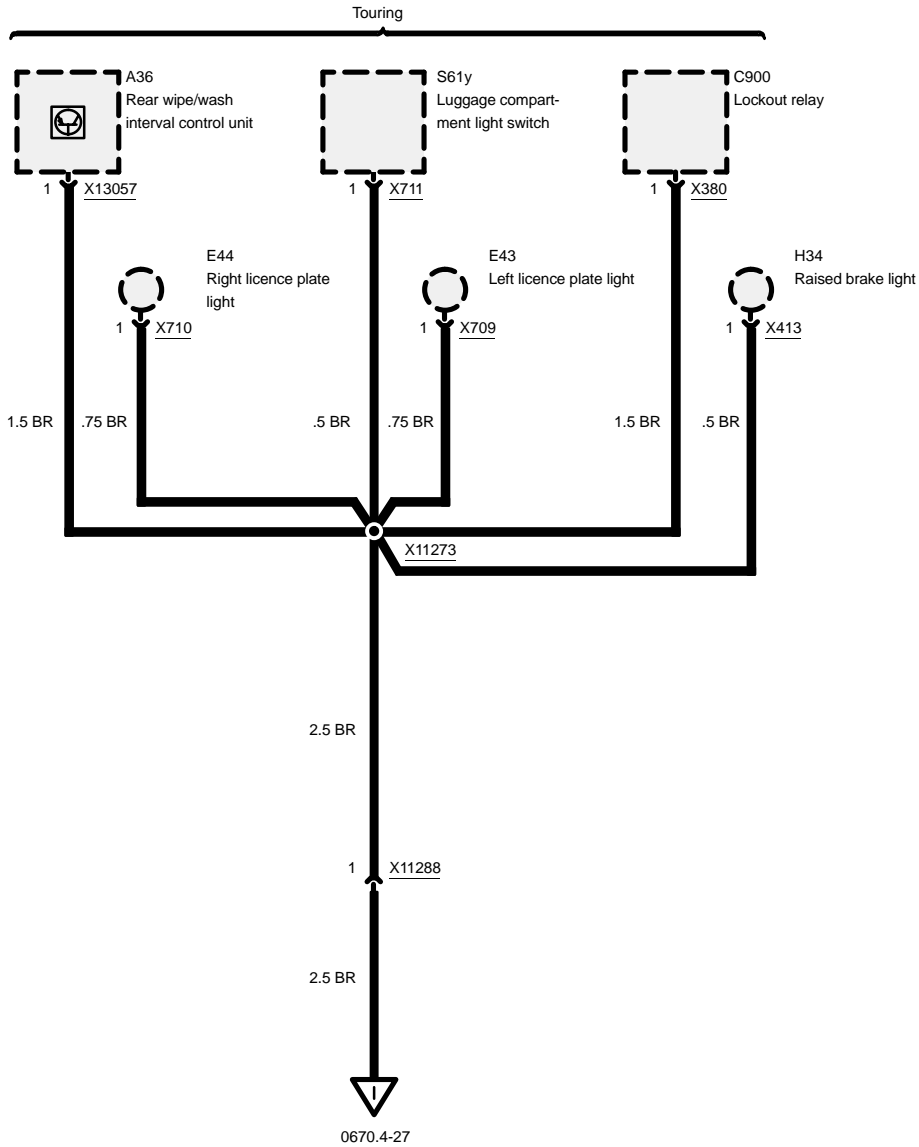 Touring
A36
Rear wipe/wash
interval control unit
S61y
Luggage compart-
ment light switch
C900
Lockout relay
1 X13057
1 X711
1 X380
E44
Right licence plate
light
E43
Left licence plate light
H34
Raised brake light
1 X710
1 X709
1 X413
1.5 BR
.75 BR
.5 BR
.75 BR
1.5 BR
.5 BR
X11273
2.5 BR
1 X11288
2.5 BR
I
0670.4-27